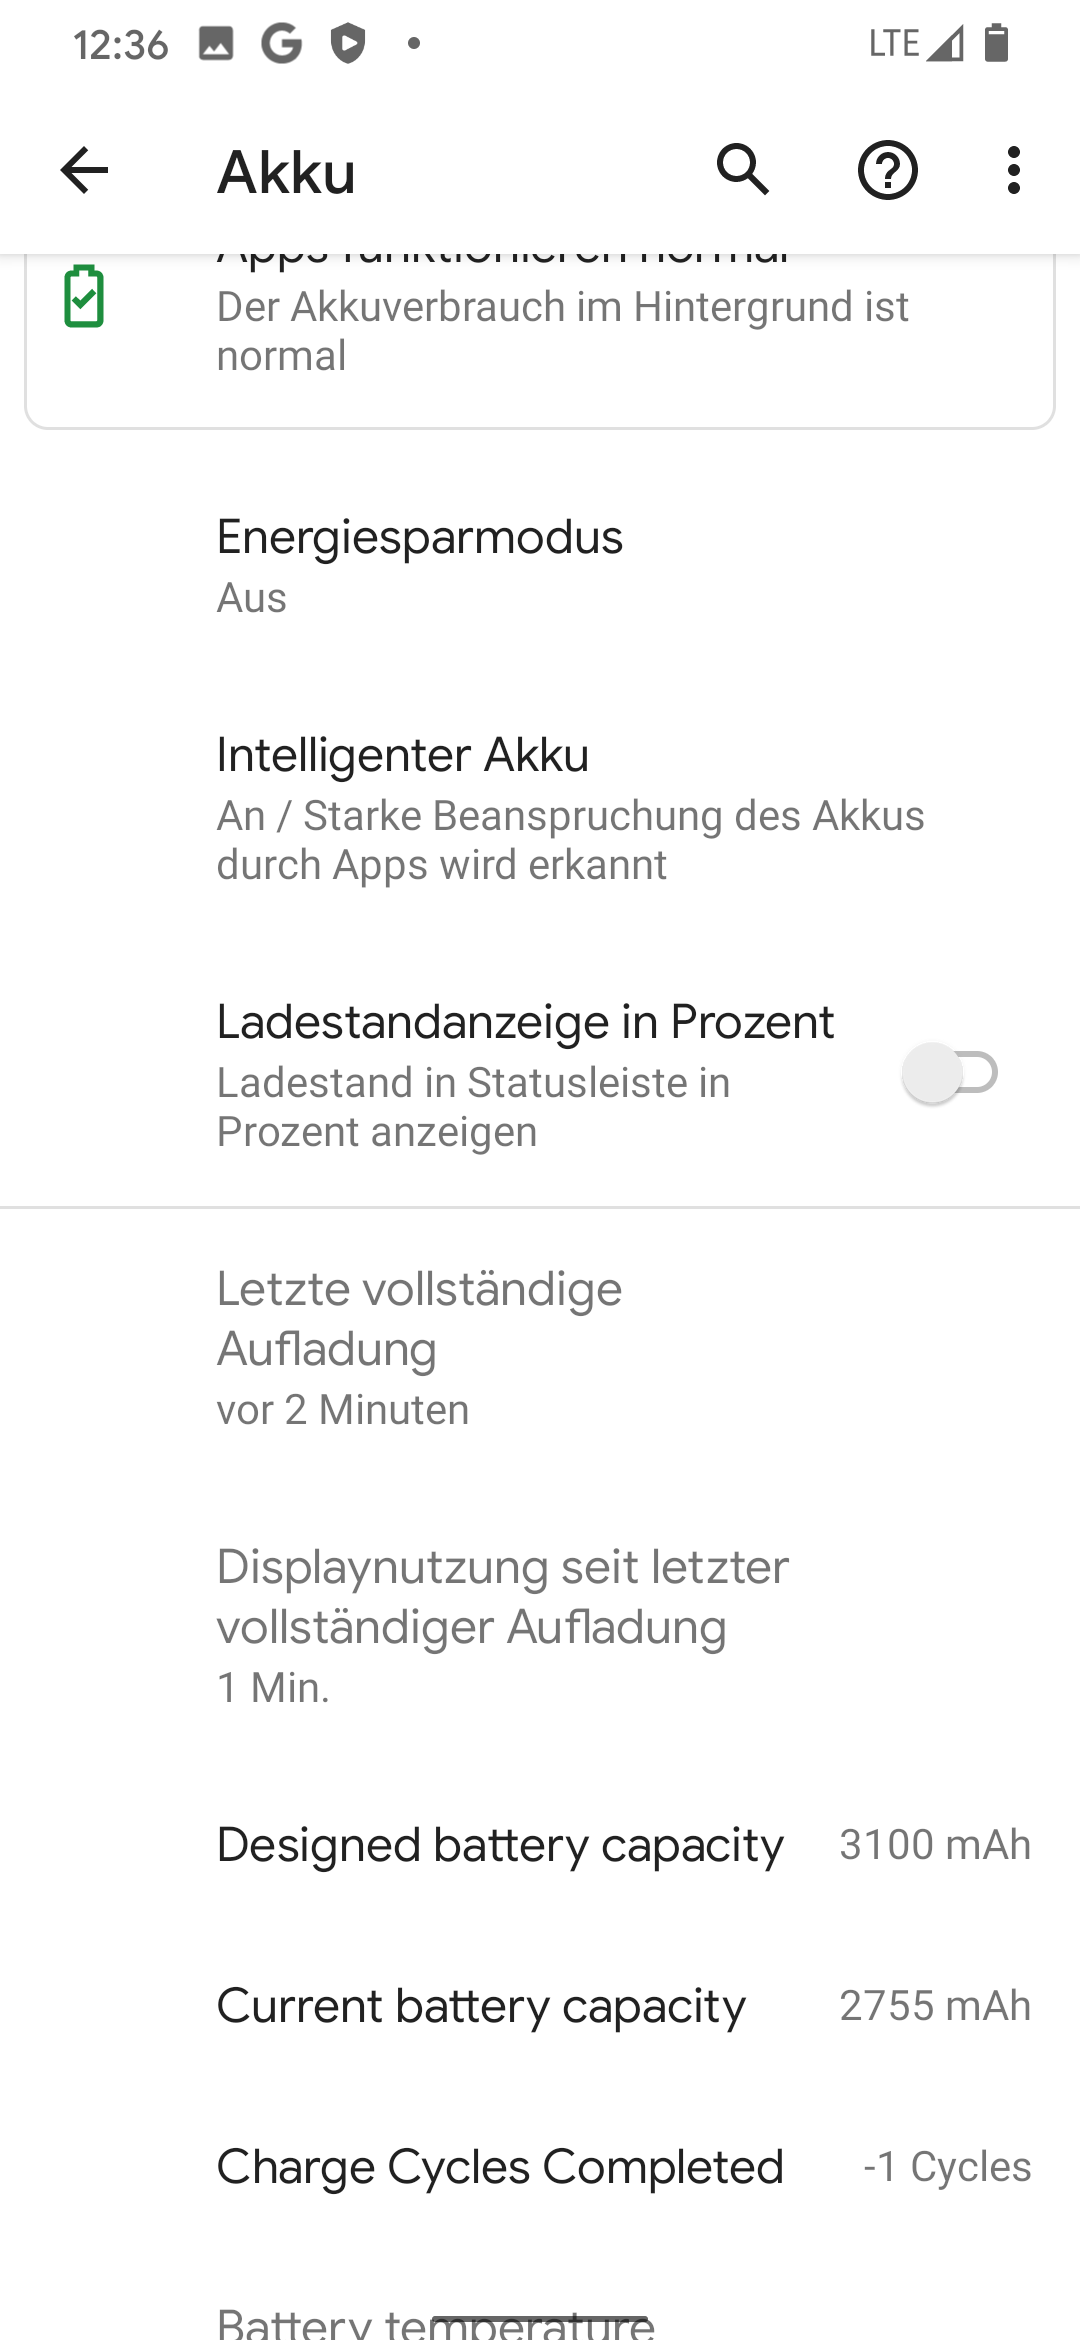 12:36
LTE
Akku
Apps funktionieren normal
Der Akkuverbrauch im Hintergrund ist
normal
Energiesparmodus
Aus
Intelligenter Akku
An / Starke Beanspruchung des Akkus
durch Apps wird erkannt
Ladestandanzeige in Prozent
Ladestand in Statusleiste in
Prozent anzeigen
Letzte vollständige
Aufladung
vor 2 Minuten
Displaynutzung seit letzter
vollständiger Aufladung
1 Min.
Designed battery capacity 3100 mAh
Current battery capacity 2755 mAh
Charge Cycles Completed -1 Cycles
Battery temperature